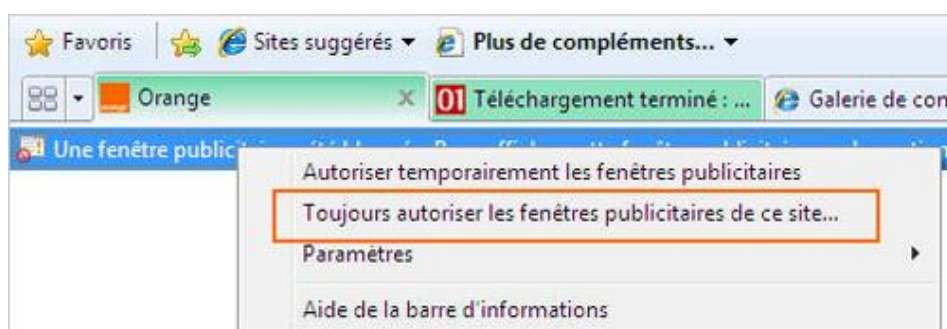 Favoris Sites suggérés Plus de compléments...
Orange 01 Téléchargement terminé : ... Galerie de con
Une fenêtre public
Autoriser temporairement les fenêtres publicitaires
Toujours autoriser les fenêtres publicitaires de ce site...
Paramètres
Aide de la barre d'informations